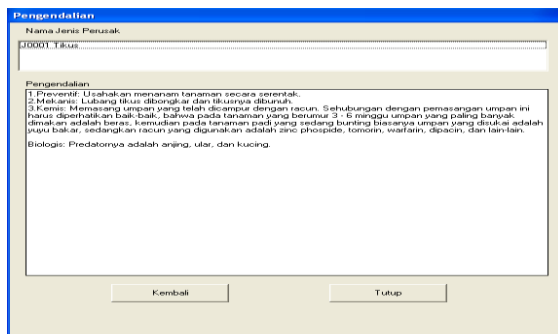 Pengendalian
Nama Jenis Perusak
J0001 Tikus
Pengendalian
1.Preventif: Usahakan menanam tanaman secara serentak.
2.Mekanis: Lubang tikus dibongkar dan tikusnya dibunuh.
3.Kemis: Memasang umpan yang telah dicampur dengan racun. Sehubungan dengan pemasangan umpan ini
harus diperhatikan baik-baik, bahwa pada tanaman yang berumur 3 - 6 minggu umpan yang paling banyak
dimakan adalah beras, kemudian pada tanaman padi yang sedang bunting biasanya umpan yang disukai adalah
yuyu bakar, sedangkan racun yang digunakan adalah zinc phospide, tomorin, warfarin, dipacin, dan lain-lain.
Biologis: Predatornya adalah anjing, ular, dan kucing.
Kembali
Tutup